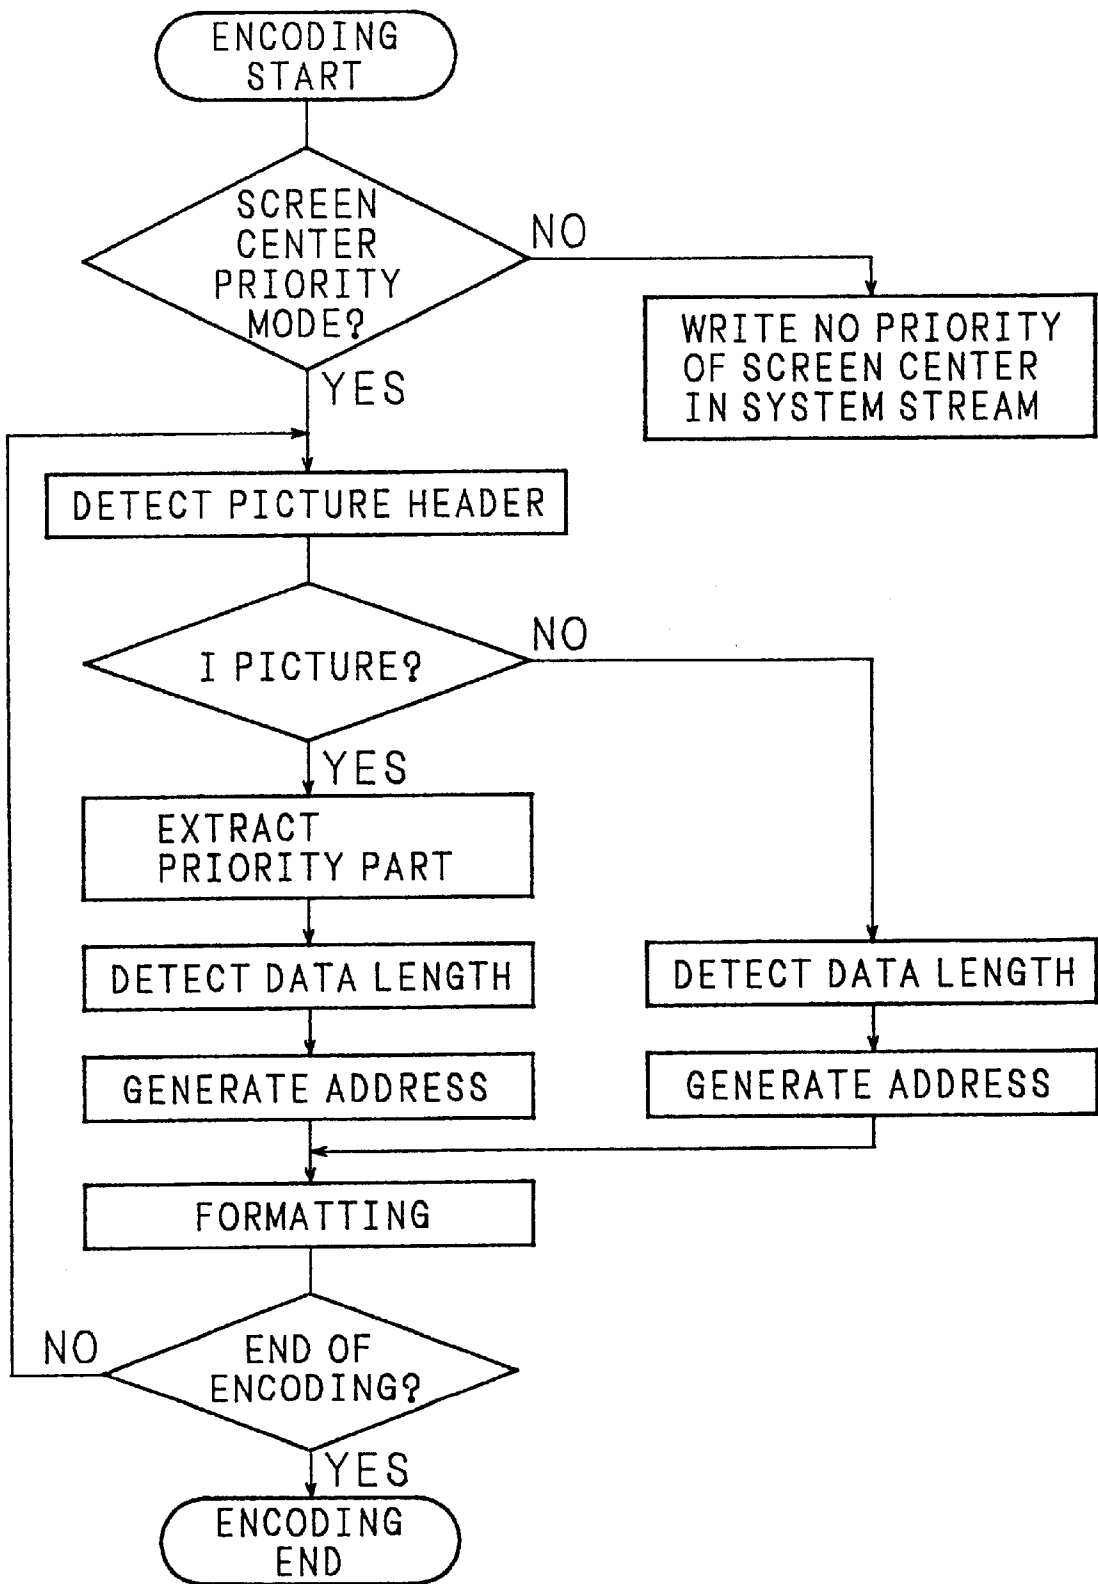 ENCODING
START
SCREEN
CENTER
PRIORITY
MODE?
NO
WRITE NO PRIORITY
OF SCREEN CENTER
IN SYSTEM STREAM
YES
DETECT PICTURE HEADER
I PICTURE?
NO
YES
EXTRACT
PRIORITY PART
DETECT DATA LENGTH
DETECT DATA LENGTH
GENERATE ADDRESS
GENERATE ADDRESS
FORMATTING
END OF
ENCODING?
NO
YES
ENCODING
END